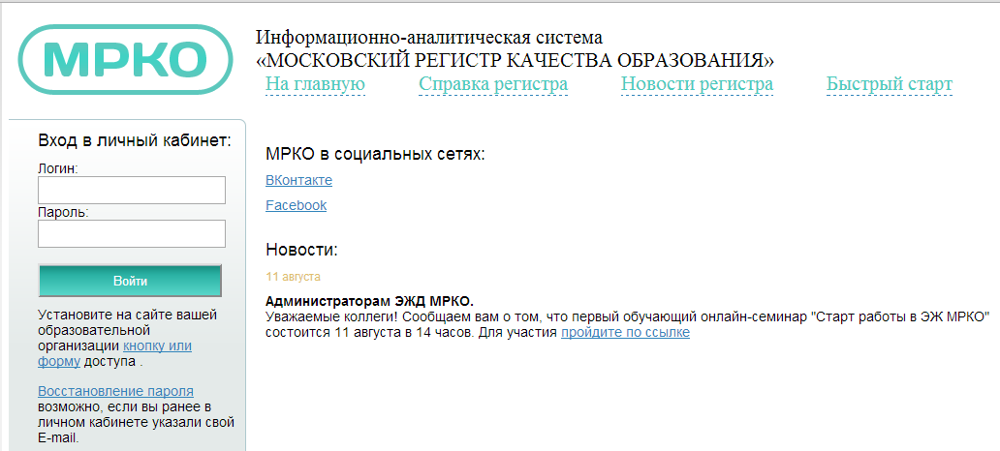 МРКО
Информационно-аналитическая система
«МОСКОВСКИЙ РЕГИСТР КАЧЕСТВА ОБРАЗОВАНИЯ»
На главную Справка регистра Новости регистра Быстрый старт
Вход в личный кабинет:
Логин:
Пароль:
Войти
Установите на сайте вашей
образовательной
организации кнопку или
форму доступа .
Восстановление пароля
возможно, если вы ранее в
личном кабинете указали свой
E-mail.
МРКО в социальных сетях:
ВКонтакте
Facebook
Новости:
11 августа
Администраторам ЭЖД МРКО.
Уважаемые коллеги! Сообщаем вам о том, что первый обучающий онлайн-семинар "Старт работы в ЭЖ МРКО"
состоится 11 августа в 14 часов. Для участия пройдите по ссылке